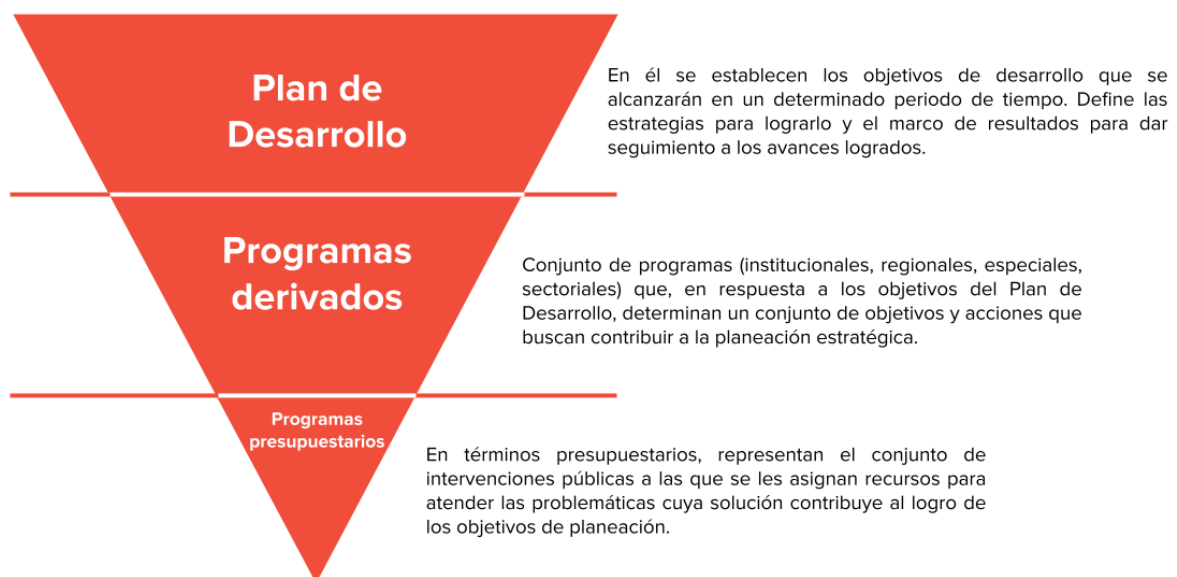 Plan de
Desarrollo
En él se establecen los objetivos de desarrollo que se
alcanzarán en un determinado periodo de tiempo. Define las
estrategias para lograrlo y el marco de resultados para dar
seguimiento a los avances logrados.
Programas
derivados
Conjunto de programas (institucionales, regionales, especiales,
sectoriales) que, en respuesta a los objetivos del Plan de
Desarrollo, determinan un conjunto de objetivos y acciones que
buscan contribuir a la planeación estratégica.
Programas
presupuestarios
En términos presupuestarios, representan el conjunto de
intervenciones públicas a las que se les asignan recursos para
atender las problemáticas cuya solución contribuye al logro de
los objetivos de planeación.